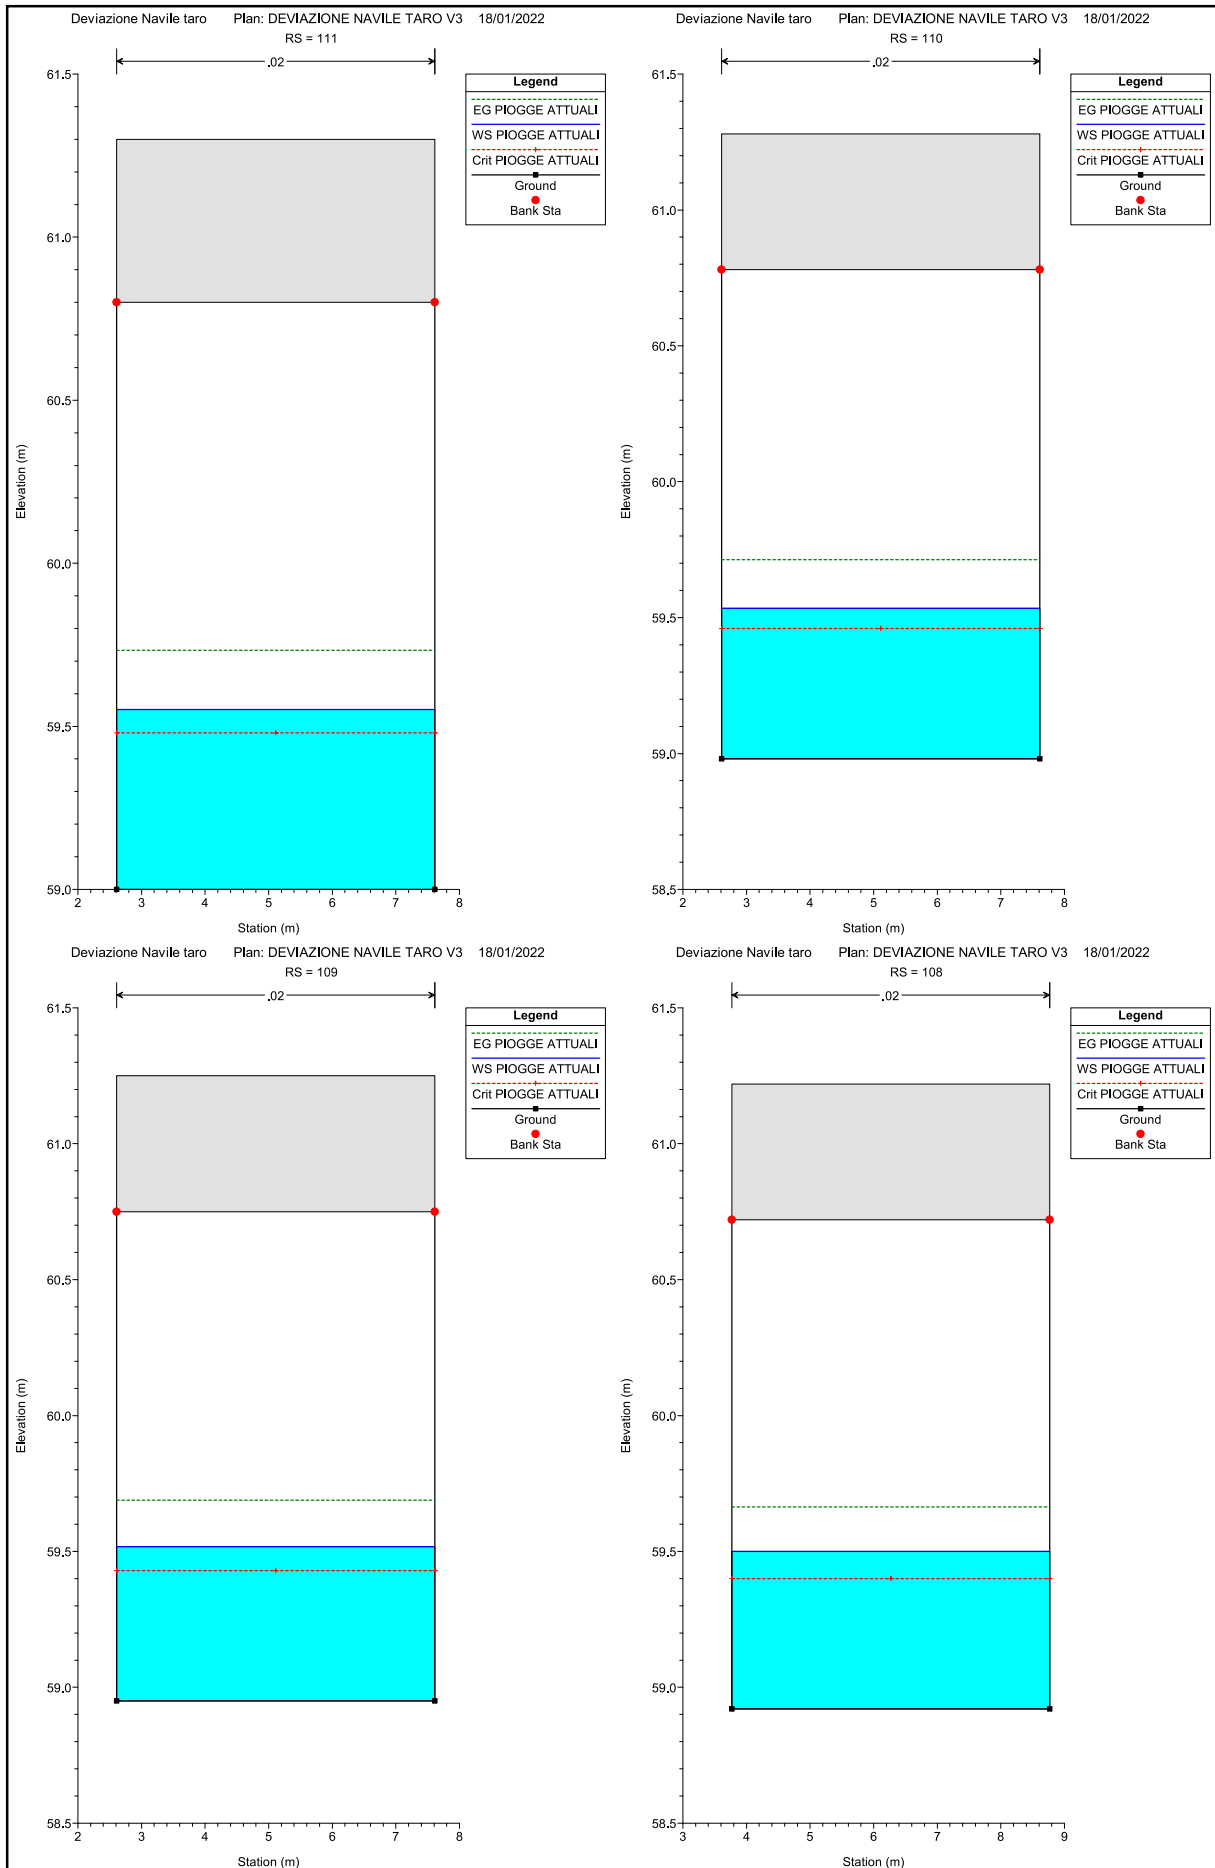 Deviazione Navile taro Plan: DEVIAZIONE NAVILE TARO V3 18/01/2022
RS = 111
.02
61.5
61.0
60.5
60.0
59.5
59.0
Elevation (m)
2 3 4 5 6 7 8
Station (m)
Legend
EG PIOGGE ATTUALI
WS PIOGGE ATTUALI
Crit PIOGGE ATTUALI
Ground
Bank Sta
Deviazione Navile taro Plan: DEVIAZIONE NAVILE TARO V3 18/01/2022
RS = 110
.02
61.5
61.0
60.5
60.0
59.5
59.0
58.5
Elevation (m)
2 3 4 5 6 7 8
Station (m)
Legend
EG PIOGGE ATTUALI
WS PIOGGE ATTUALI
Crit PIOGGE ATTUALI
Ground
Bank Sta
Deviazione Navile taro Plan: DEVIAZIONE NAVILE TARO V3 18/01/2022
RS = 109
.02
61.5
61.0
60.5
60.0
59.5
59.0
58.5
Elevation (m)
2 3 4 5 6 7 8
Station (m)
Legend
EG PIOGGE ATTUALI
WS PIOGGE ATTUALI
Crit PIOGGE ATTUALI
Ground
Bank Sta
Deviazione Navile taro Plan: DEVIAZIONE NAVILE TARO V3 18/01/2022
RS = 108
.02
61.5
61.0
60.5
60.0
59.5
59.0
58.5
Elevation (m)
3 4 5 6 7 8 9
Station (m)
Legend
EG PIOGGE ATTUALI
WS PIOGGE ATTUALI
Crit PIOGGE ATTUALI
Ground
Bank Sta